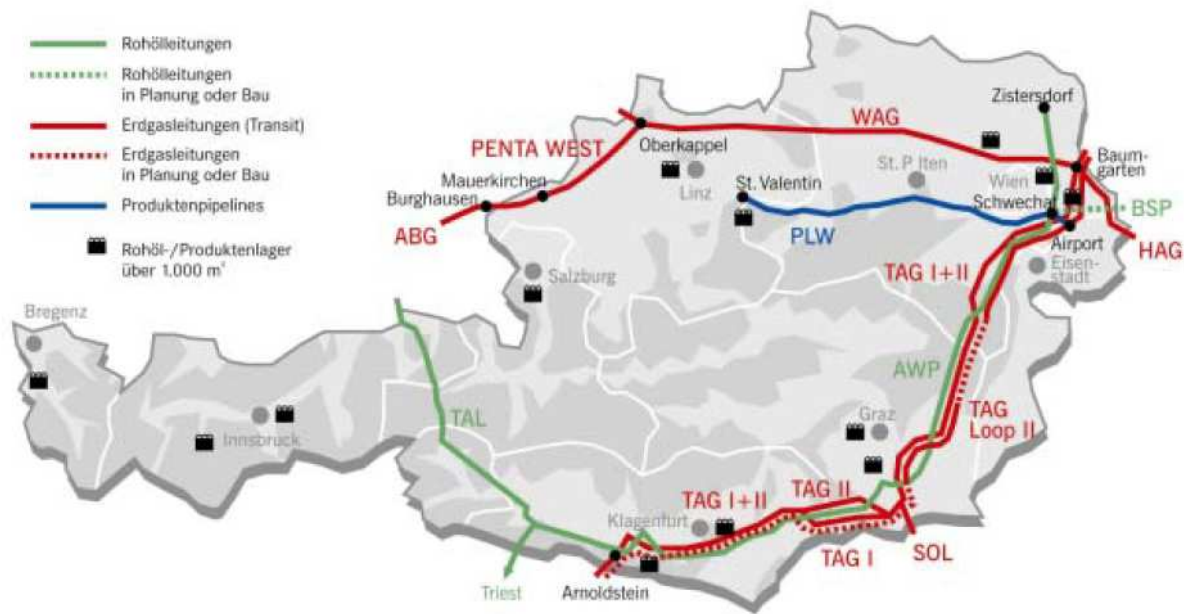 Rohölleitungen
Rohölleitungen
in Planung oder Bau
Erdgasleitungen (Transit)
Erdgasleitungen
in Planung oder Bau
Produktenpipelines
Rohöl-/Produktenlager
über 1.000 m³
Zistersdorf
WAG
PENTA WEST
Oberkappel
Linz
Mauerkirchen
Burghausen
ABG
St. Valentin
St. P lten
Wien
Baum-
garten
Schwechat
BSP
PLW
Airport
HAG
TAG I+II
Eisen-
stadt
Salzburg
Bregenz
AWP
TAL
Innsbruck
Graz
TAG
Loop II
TAG I+II
TAG II
Klagenfurt
TAG I
SOL
Triest
Arnoldstein